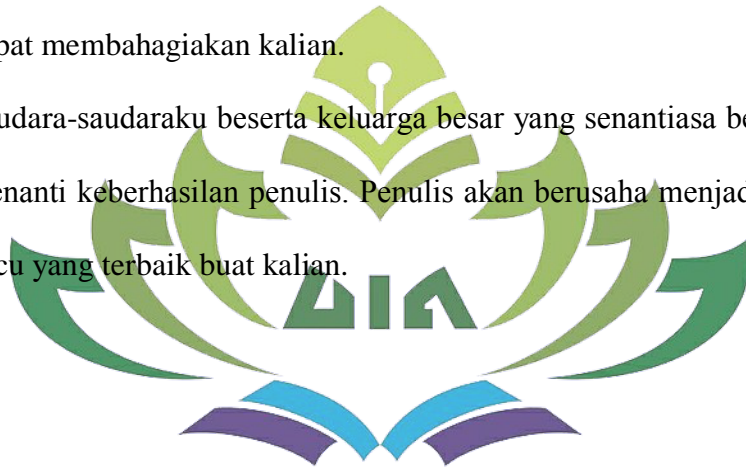 pat membahagiakan kalian.
udara-saudaraku beserta keluarga besar yang senantiasa be
enanti keberhasilan penulis. Penulis akan berusaha menjad
cu yang terbaik buat kalian.
UIN